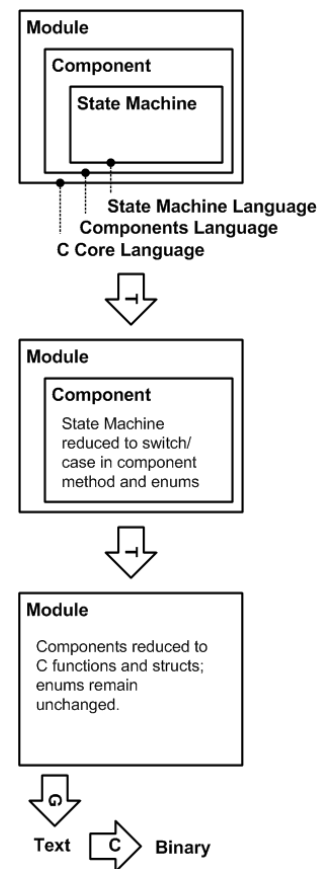 Module
Component
State Machine
State Machine Language
Components Language
C Core Language
T
Module
Component
State Machine
reduced to switch/
case in component
method and enums
T
Module
Components reduced to
C functions and structs;
enums remain
unchanged.
G
Text C Binary